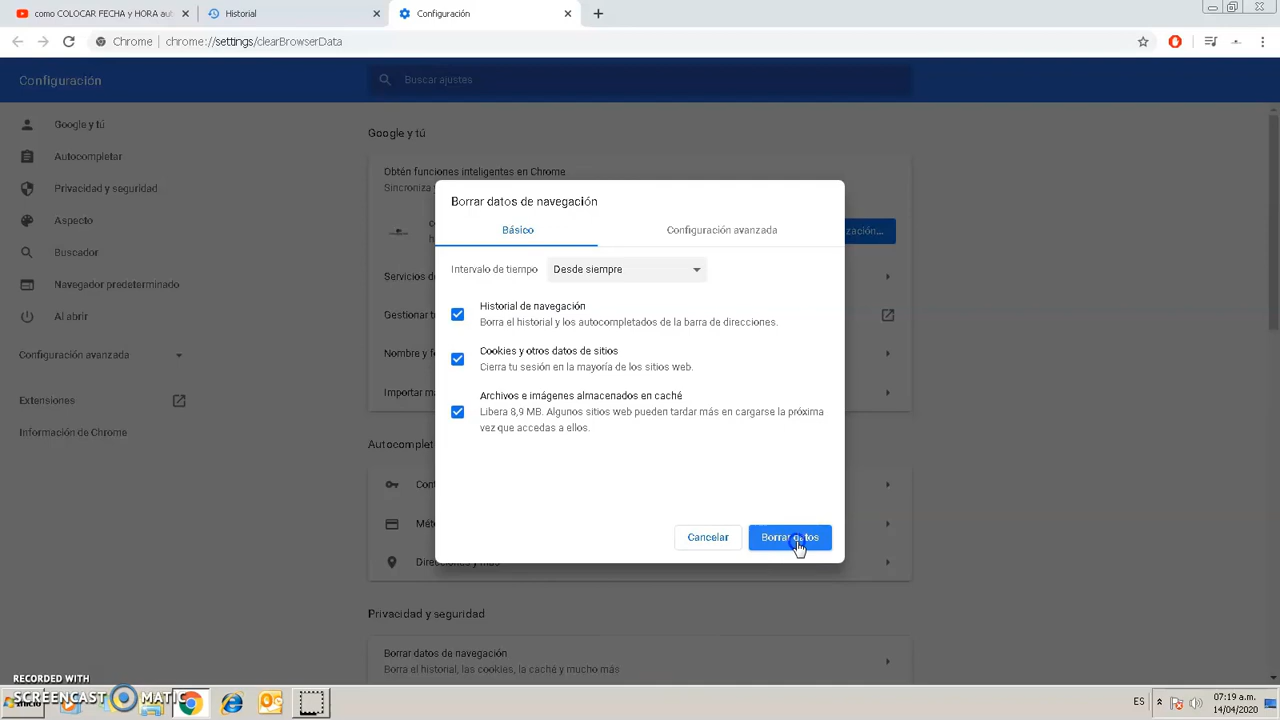 como COLOCAR FECHA y HORA aut
Historial
Configuración
Chrome
chrome://settings/clearBrowserData
Configuración
Buscar ajustes
Google y tú
Autocompletar
Privacidad y seguridad
Aspecto
Buscador
Navegador predeterminado
Al abrir
Configuración avanzada
Extensiones
Información de Chrome
Google y tú
Obtén funciones inteligentes en Chrome
Sincroniza
zación...
Servicios de
Gestionar
Nombre y f
Importar m
Autocomplet
Cont
Méto
Direcciones y más
Privacidad y seguridad
Borrar datos de navegación
Borra el historial, las cookies, la caché y mucho más
Borrar datos de navegación
Básico
Configuración avanzada
Intervalo de tiempo
Desde siempre
Historial de navegación
Borra el historial y los autocompletados de la barra de direcciones.
Cookies y otros datos de sitios
Cierra tu sesión en la mayoría de los sitios web.
Archivos e imágenes almacenados en caché
Libera 8,9 MB. Algunos sitios web pueden tardar más en cargarse la próxima
vez que accedas a ellos.
Cancelar
Borrar datos
RECORDED WITH
SCREENCAST MATIC
Inicio
ES
07:19 a.m.
14/04/2020